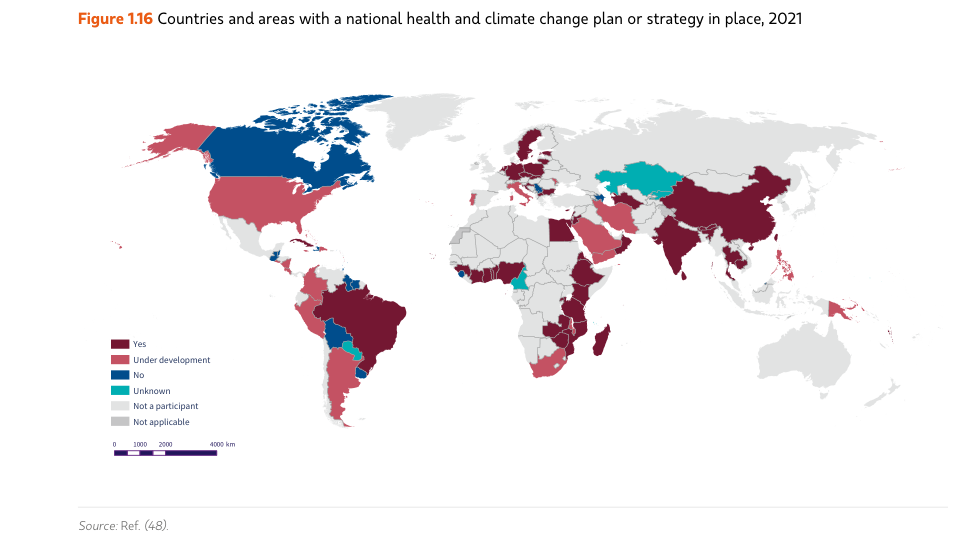 Figure 1.16 Countries and areas with a national health and climate change plan or strategy in place, 2021
Yes
Under development
No
Unknown
Not a participant
Not applicable
0 1000 2000 4000 km
Source: Ref. (48).